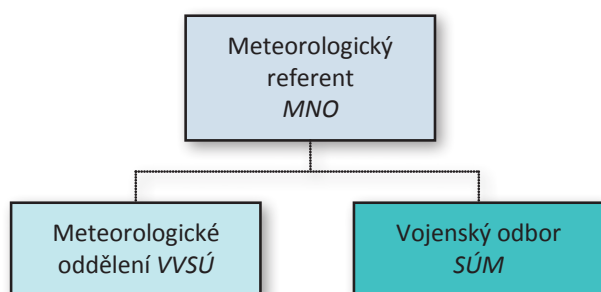 Meteorologický
referent
MNO
Meteorologické
oddělení VVSÚ
Vojenský odbor
SÚM